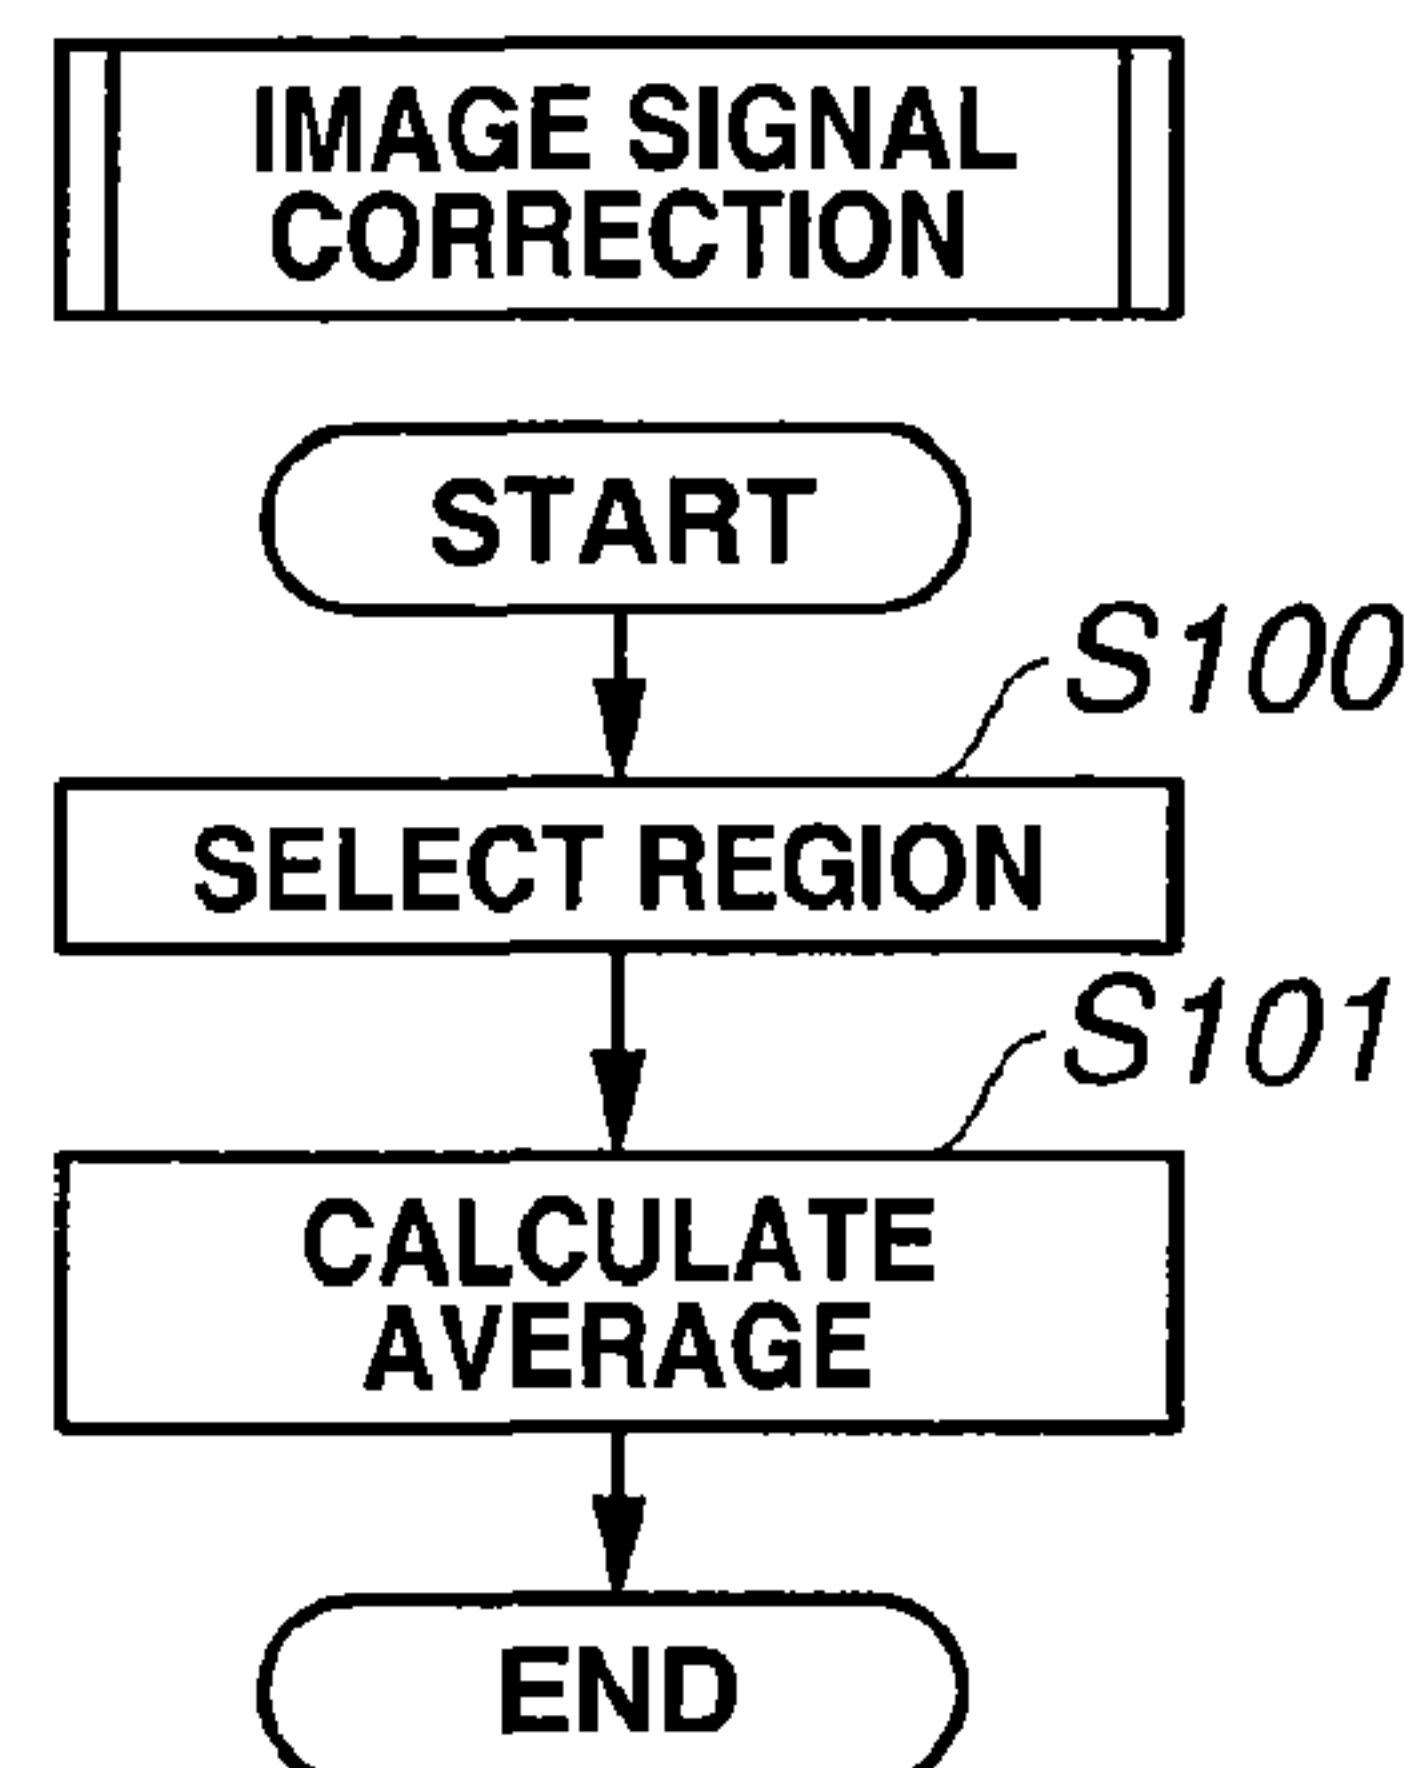 IMAGE SIGNAL
CORRECTION
START
S100
SELECT REGION
S101
CALCULATE
AVERAGE
END